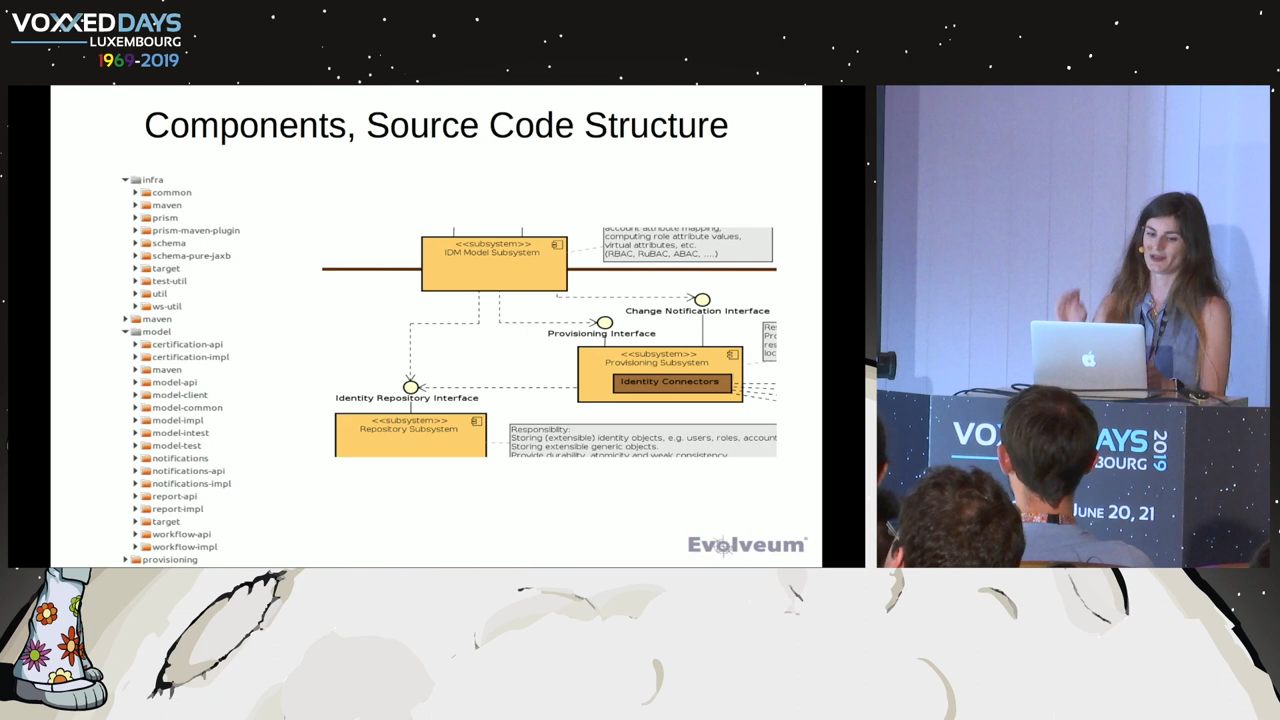 VOXXED DAYS
LUXEMBOURG
1969-2019
Components, Source Code Structure
infra
common
maven
prism
prism-maven-plugin
schema
schema-pure-jaxb
target
test-util
util
ws-util
maven
model
certification-api
certification-impl
maven
model-api
model-client
model-common
model-impl
model-intest
model-test
notifications
notifications-api
notifications-impl
report-api
report-impl
target
workflow-api
workflow-impl
provisioning
account attribute mapping,
computing role attribute values,
virtual attributes, etc.
(RBAC, RuBAC, ABAC, ....)
<<subsystem>>
IDM Model Subsystem
Change Notification Interface
Provisioning Interface
<<subsystem>>
Provisioning Subsystem
Identity Connectors
Identity Repository Interface
<<subsystem>>
Repository Subsystem
Responsiblity:
Storing (extensible) identity objects, e.g. users, roles, account
Storing extensible generic objects.
Provide durability, atomicity and weak consistency
Evolveum
JUNE 20, 21
2019